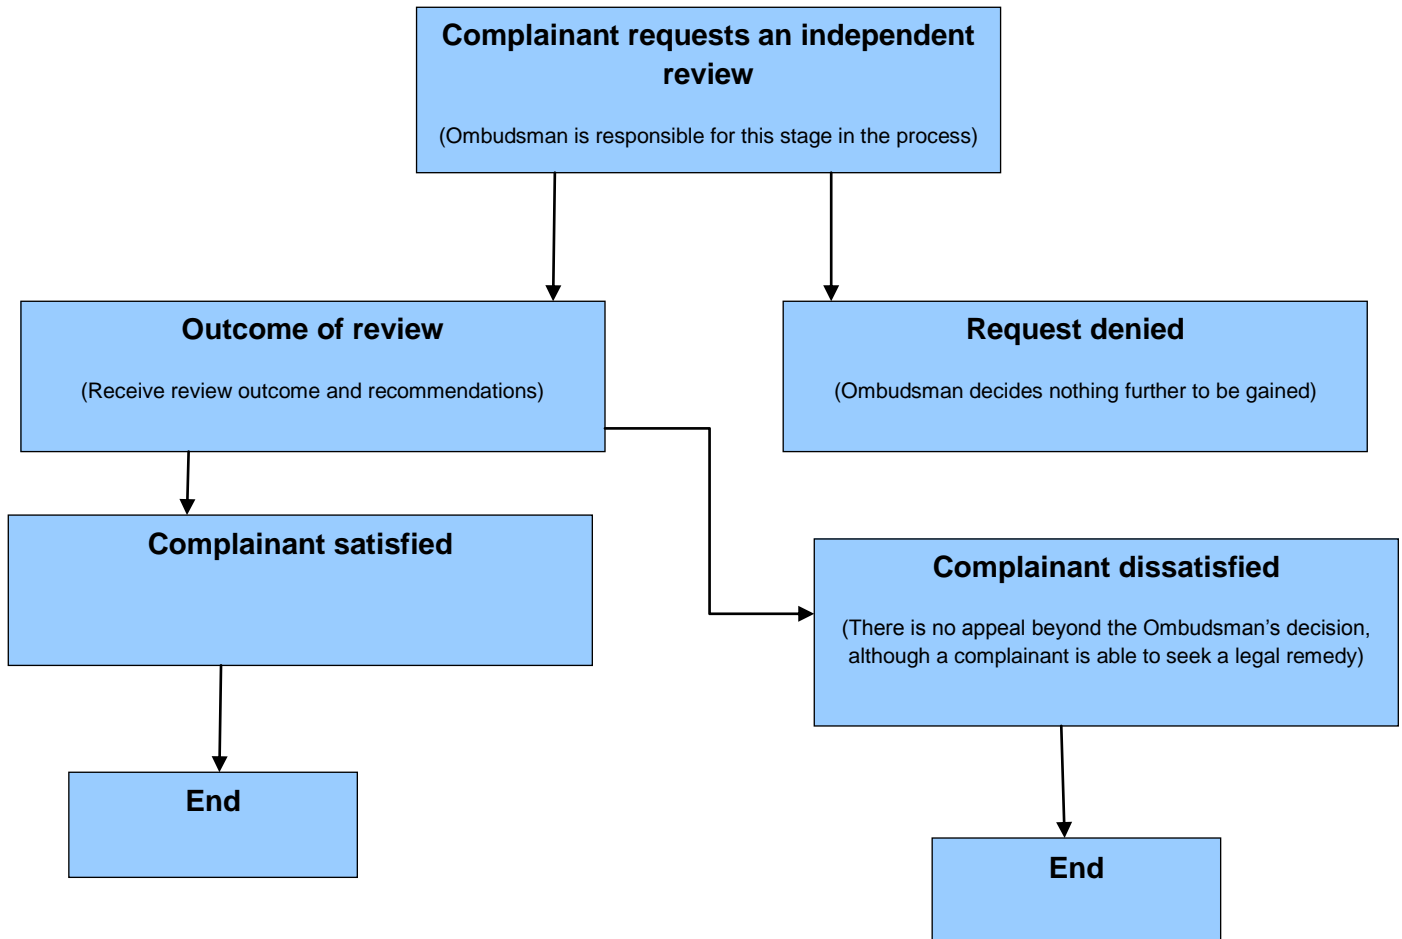 Complainant requests an independent
review
(Ombudsman is responsible for this stage in the process)
Outcome of review
(Receive review outcome and recommendations)
Request denied
(Ombudsman decides nothing further to be gained)
Complainant satisfied
Complainant dissatisfied
(There is no appeal beyond the Ombudsman’s decision,
although a complainant is able to seek a legal remedy)
End
End